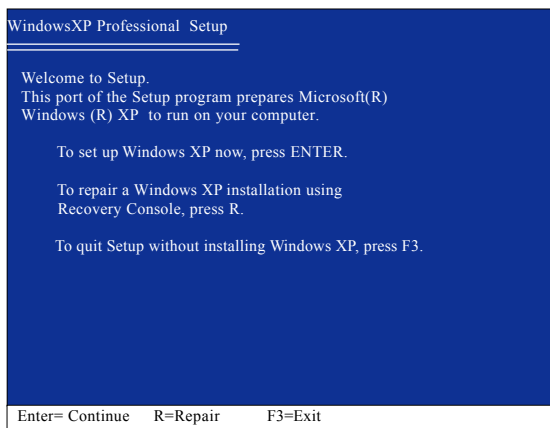 WindowsXP Professional Setup
Welcome to Setup.
This port of the Setup program prepares Microsoft(R)
Windows (R) XP to run on your computer.
To set up Windows XP now, press ENTER.
To repair a Windows XP installation using
Recovery Console, press R.
To quit Setup without installing Windows XP, press F3.
Enter= Continue R=Repair F3=Exit